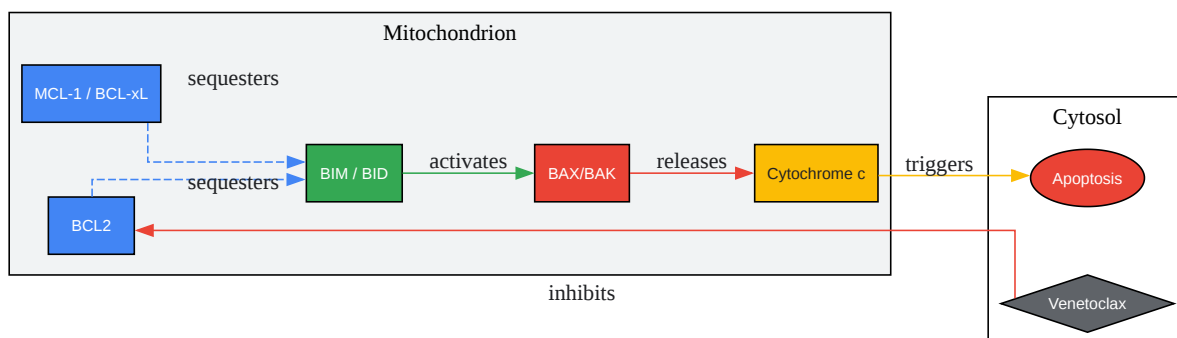 Mitochondrion
MCL-1 / BCL-xL
sequesters
BIM / BID
activates
BAX/BAK
releases
Cytochrome c
triggers
sequesters
BCL2
inhibits
Cytosol
Apoptosis
Venetoclax